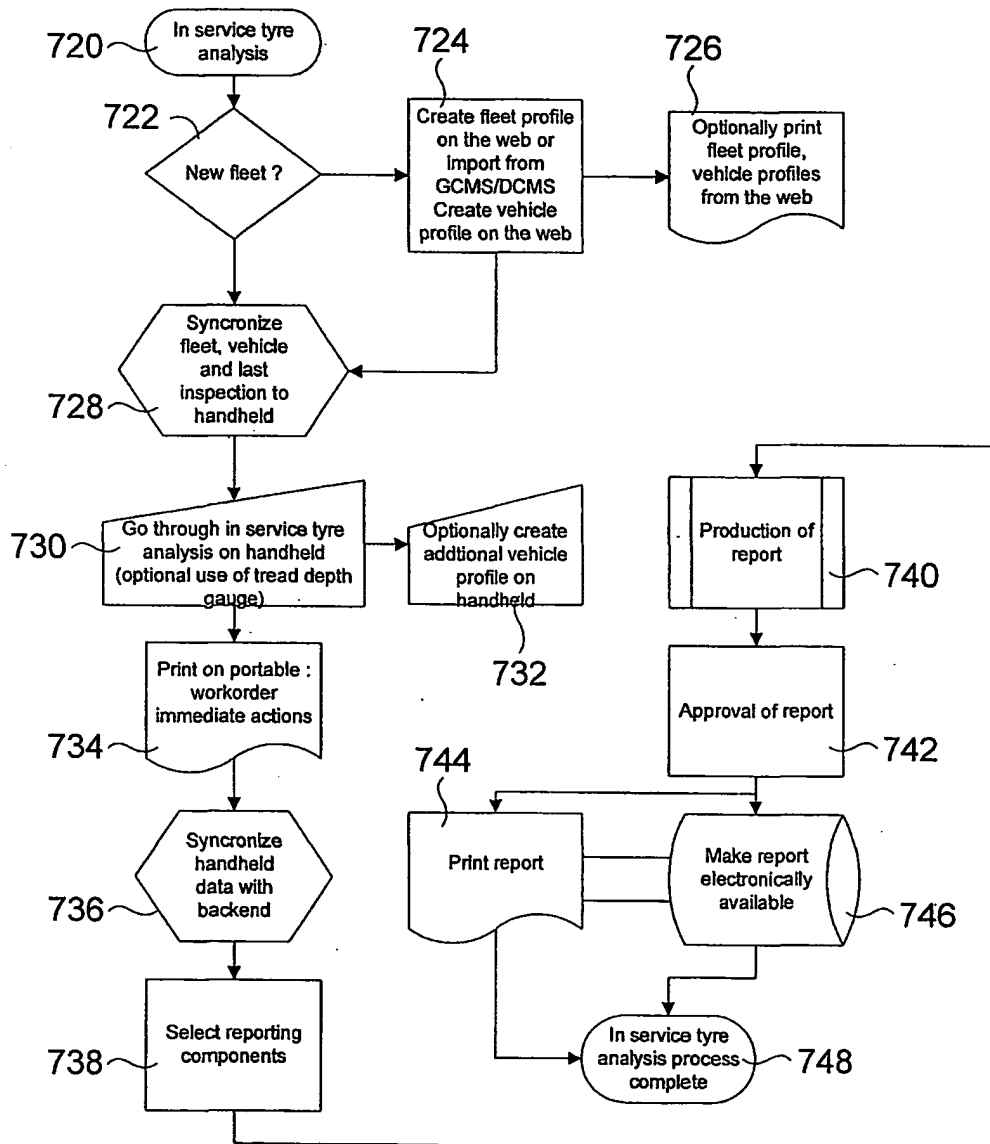 720
In service tyre
analysis
722
New fleet ?
724
Create fleet profile
on the web or
import from
GCMS/DCMS
Create vehicle
profile on the web
726
Optionally print
fleet profile,
vehicle profiles
from the web
728
Syncronize
fleet, vehicle
and last
inspection to
handheld
730
Go through in service tyre
analysis on handheld
(optional use of tread depth
gauge)
Optionally create
addtional vehicle
profile on
handheld
732
734
Print on portable :
workorder
immediate actions
736
Syncronize
handheld
data with
backend
738
Select reporting
components
Production of
report
740
Approval of report
742
744
Print report
Make report
electronically
available
746
In service tyre
analysis process
complete
748